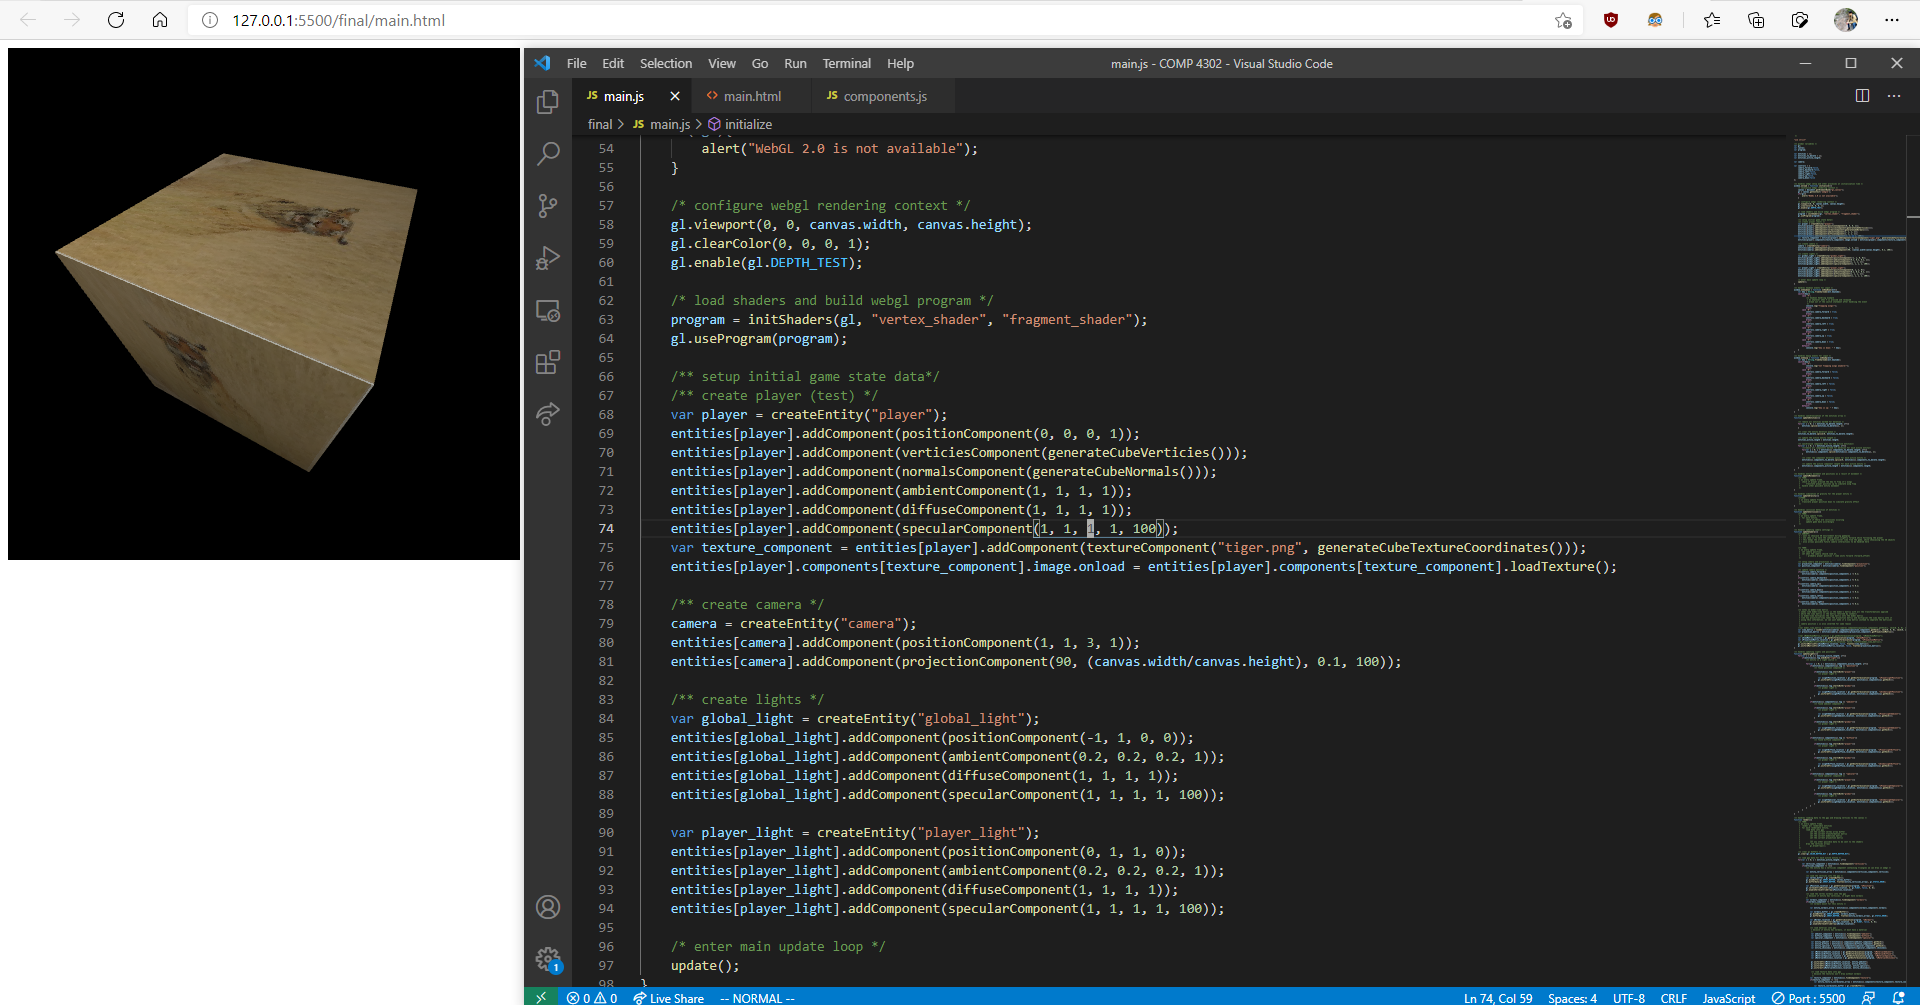 127.0.0.1:5500/final/main.html
File Edit Selection View Go Run Terminal Help
main.js - COMP 4302 - Visual Studio Code
JS main.js
<> main.html
JS components.js
final > JS main.js > initialize
54 alert("WebGL 2.0 is not available");
55 }
56
57 /* configure webgl rendering context */
58 gl.viewport(0, 0, canvas.width, canvas.height);
59 gl.clearColor(0, 0, 0, 1);
60 gl.enable(gl.DEPTH_TEST);
61
62 /* load shaders and build webgl program */
63 program = initShaders(gl, "vertex_shader", "fragment_shader");
64 gl.useProgram(program);
65
66 /** setup initial game state data*/
67 /** create player (test) */
68 var player = createEntity("player");
69 entities[player].addComponent(positionComponent(0, 0, 0, 1));
70 entities[player].addComponent(verticiesComponent(generateCubeVerticies()));
71 entities[player].addComponent(normalsComponent(generateCubeNormals()));
72 entities[player].addComponent(ambientComponent(1, 1, 1, 1));
73 entities[player].addComponent(diffuseComponent(1, 1, 1, 1));
74 entities[player].addComponent(specularComponent(1, 1, 1, 1, 100));
75 var texture_component = entities[player].addComponent(textureComponent("tiger.png", generateCubeTextureCoordinates()));
76 entities[player].components[texture_component].image.onload = entities[player].components[texture_component].loadTexture();
77
78 /** create camera */
79 camera = createEntity("camera");
80 entities[camera].addComponent(positionComponent(1, 1, 3, 1));
81 entities[camera].addComponent(projectionComponent(90, (canvas.width/canvas.height), 0.1, 100));
82
83 /** create lights */
84 var global_light = createEntity("global_light");
85 entities[global_light].addComponent(positionComponent(-1, 1, 0, 0));
86 entities[global_light].addComponent(ambientComponent(0.2, 0.2, 0.2, 1));
87 entities[global_light].addComponent(diffuseComponent(1, 1, 1, 1));
88 entities[global_light].addComponent(specularComponent(1, 1, 1, 1, 100));
89
90 var player_light = createEntity("player_light");
91 entities[player_light].addComponent(positionComponent(0, 1, 1, 0));
92 entities[player_light].addComponent(ambientComponent(0.2, 0.2, 0.2, 1));
93 entities[player_light].addComponent(diffuseComponent(1, 1, 1, 1));
94 entities[player_light].addComponent(specularComponent(1, 1, 1, 1, 100));
95
96 /* enter main update loop */
97 update();
98 }
1
0 0 Live Share -- NORMAL --
Ln 74, Col 59 Spaces: 4 UTF-8 CRLF JavaScript Port : 5500